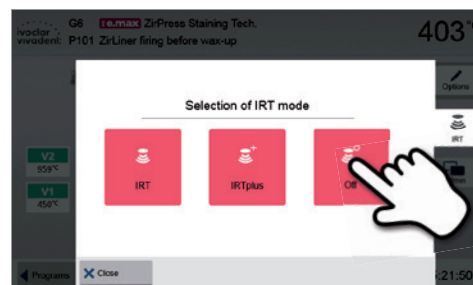 ivoclar
vivadent:
G6 IPS e.max ZirPress Staining Tech.
P101 ZirLiner firing before wax-up
403°
Options
Selection of IRT mode
IRT
IRT
IRTplus
Off
V2
559°C
V1
450°C
Programs
Close
:21:50